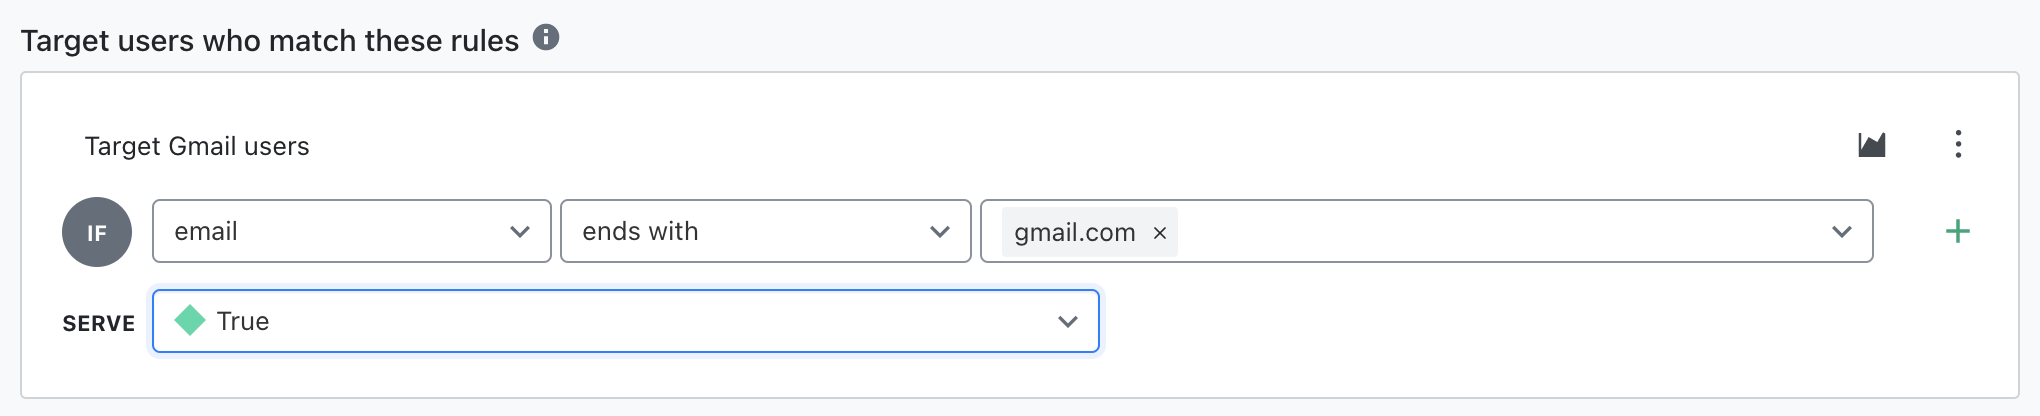 Target users who match these rules
Target Gmail users
IF email ends with gmail.com ×
SERVE True